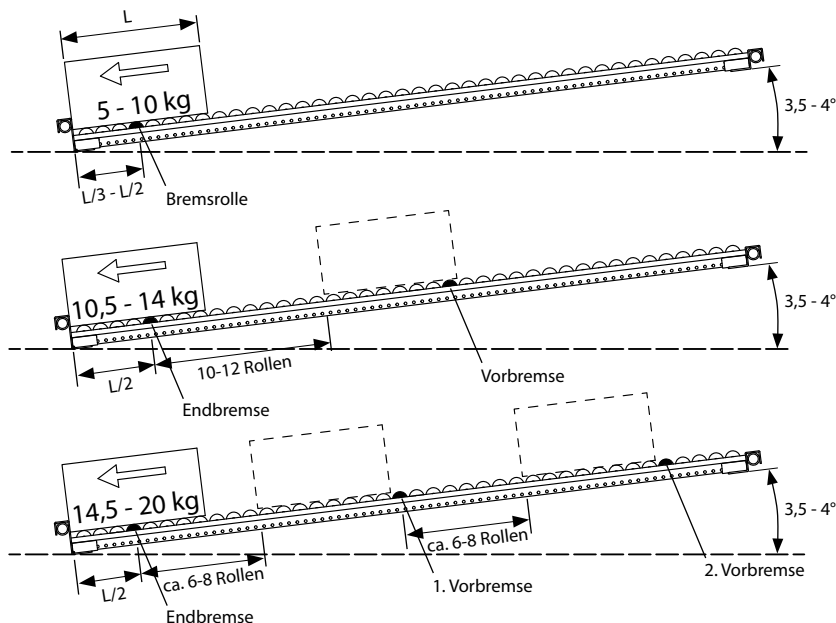 L
5 - 10 kg
3,5 - 4°
L/3 - L/2
Bremsrolle
10,5 - 14 kg
3,5 - 4°
10-12 Rollen
L/2
Vorbremse
Endbremse
14,5 - 20 kg
3,5 - 4°
ca. 6-8 Rollen
ca. 6-8 Rollen
L/2
1. Vorbremse
2. Vorbremse
Endbremse